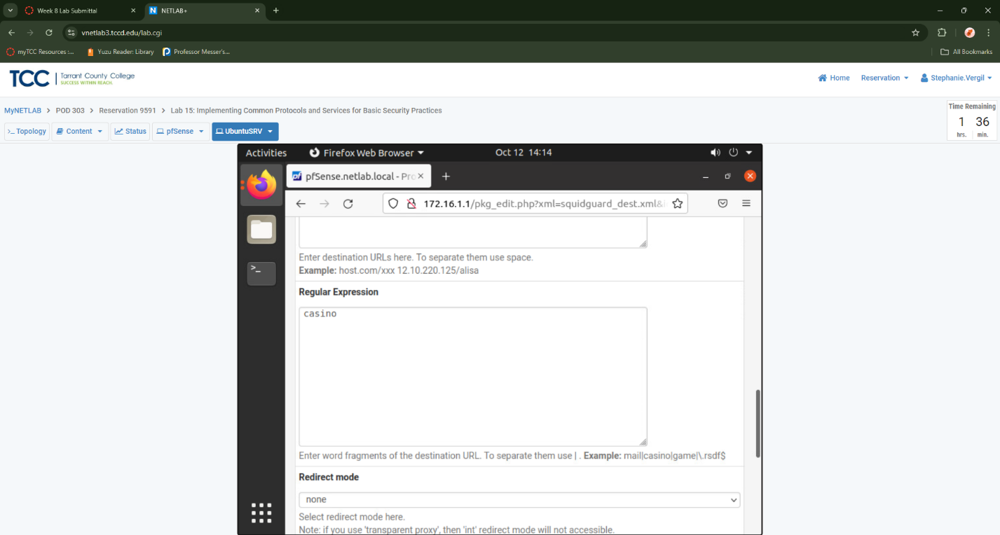 Week 8 Lab Submittal
NETLAB+
vnetlab3.tccd.edu/lab.cgi
myTCC Resources :...
Yuzu Reader: Library
Professor Messer's...
All Bookmarks
TCC
Tarrant County College
SUCCESS WITHIN REACH.
Home
Reservation
Stephanie.Vergil
MyNETLAB > POD 303 > Reservation 9591 > Lab 15: Implementing Common Protocols and Services for Basic Security Practices
Time Remaining
1 36
hrs. min.
>_ Topology
Content
Status
pfSense
UbuntuSRV
Activities
Firefox Web Browser
Oct 12 14:14
pfSense.netlab.local - Pro
172.16.1.1/pkg_edit.php?xml=squidguard_dest.xml&
Enter destination URLs here. To separate them use space.
Example: host.com/xxx 12.10.220.125/alisa
Regular Expression
casino
Enter word fragments of the destination URL. To separate them use | . Example: mail|casino|game|\.rsdf$
Redirect mode
none
Select redirect mode here.
Note: if you use 'transparent proxy', then 'int' redirect mode will not accessible.